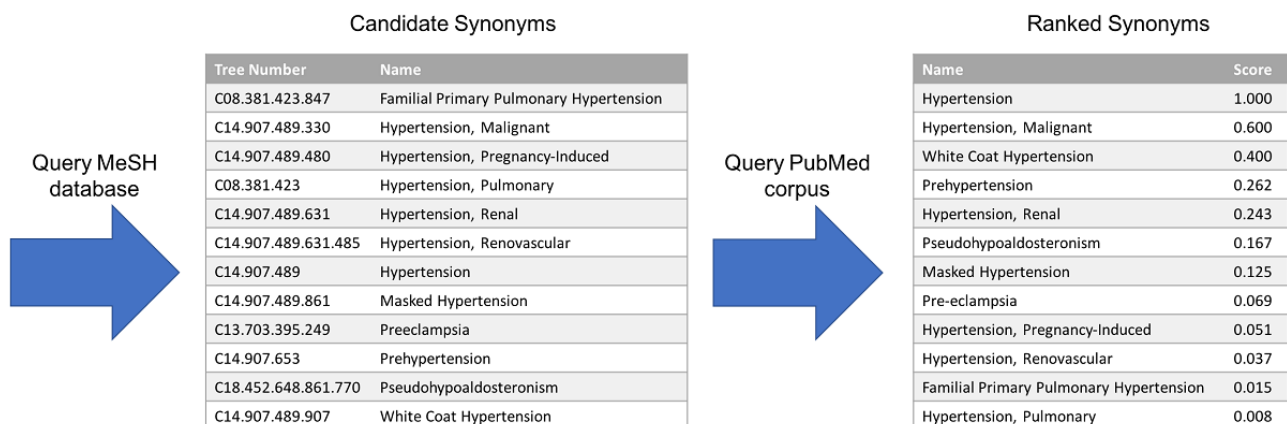 Candidate Synonyms
Ranked Synonyms
Query MeSH
database
Tree Number Name
C08.381.423.847 Familial Primary Pulmonary Hypertension
C14.907.489.330 Hypertension, Malignant
C14.907.489.480 Hypertension, Pregnancy-Induced
C08.381.423 Hypertension, Pulmonary
C14.907.489.631 Hypertension, Renal
C14.907.489.631.485 Hypertension, Renovascular
C14.907.489 Hypertension
C14.907.489.861 Masked Hypertension
C13.703.395.249 Preeclampsia
C14.907.653 Prehypertension
C18.452.648.861.770 Pseudohypoaldosteronism
C14.907.489.907 White Coat Hypertension
Query PubMed
corpus
Name Score
Hypertension 1.000
Hypertension, Malignant 0.600
White Coat Hypertension 0.400
Prehypertension 0.262
Hypertension, Renal 0.243
Pseudohypoaldosteronism 0.167
Masked Hypertension 0.125
Pre-eclampsia 0.069
Hypertension, Pregnancy-Induced 0.051
Hypertension, Renovascular 0.037
Familial Primary Pulmonary Hypertension 0.015
Hypertension, Pulmonary 0.008